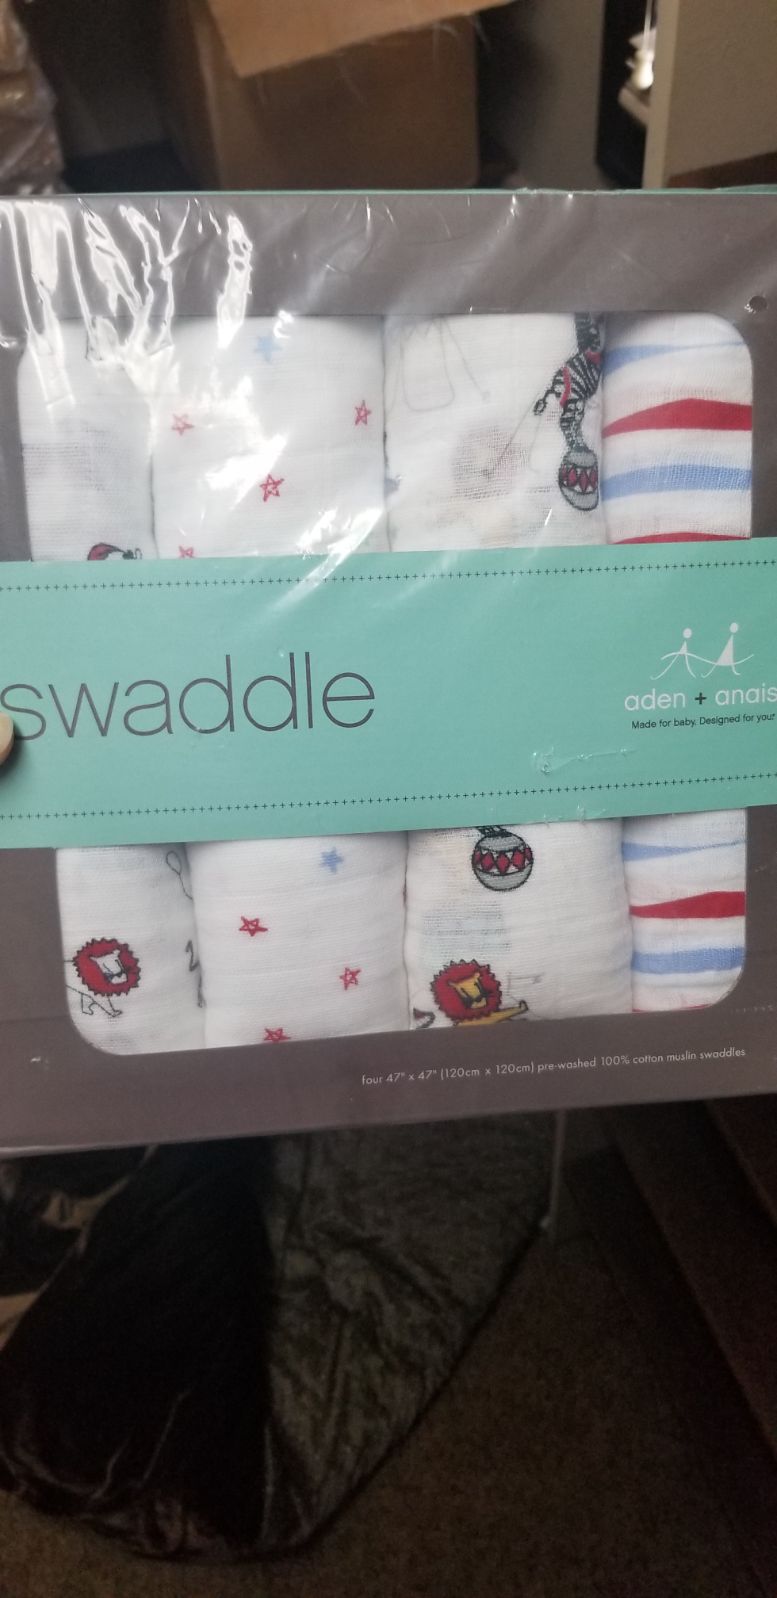 swaddle
aden + anais
Made for baby. Designed for you.
four 47" x 47" (120cm x 120cm) pre-washed 100% cotton muslin swaddles